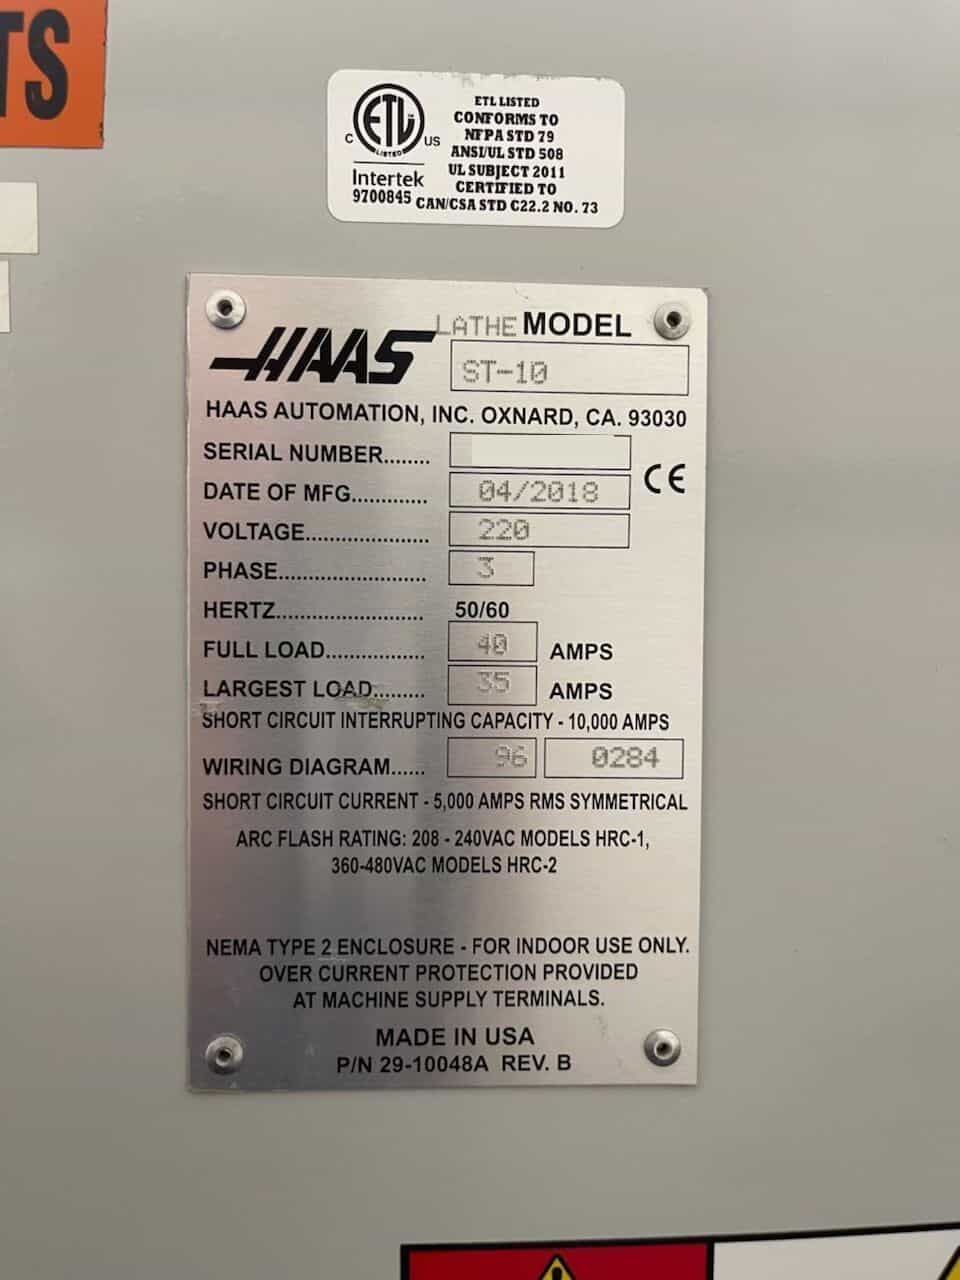 TS
ETL LISTED
CONFORMS TO
NFPA STD 79
ANSI/UL STD 508
UL SUBJECT 2011
CERTIFIED TO
CAN/CSA STD C22.2 NO. 73
C ETL US
LISTED
Intertek
9700845
LATHE MODEL
HAAS ST-10
HAAS AUTOMATION, INC. OXNARD, CA. 93030
SERIAL NUMBER........
DATE OF MFG............ 04/2018 CE
VOLTAGE.................... 220
PHASE........................ 3
HERTZ........................ 50/60
FULL LOAD................ 40 AMPS
LARGEST LOAD......... 35 AMPS
SHORT CIRCUIT INTERRUPTING CAPACITY - 10,000 AMPS
WIRING DIAGRAM...... 96 0284
SHORT CIRCUIT CURRENT - 5,000 AMPS RMS SYMMETRICAL
ARC FLASH RATING: 208 - 240VAC MODELS HRC-1,
360-480VAC MODELS HRC-2
NEMA TYPE 2 ENCLOSURE - FOR INDOOR USE ONLY.
OVER CURRENT PROTECTION PROVIDED
AT MACHINE SUPPLY TERMINALS.
MADE IN USA
P/N 29-10048A REV. B